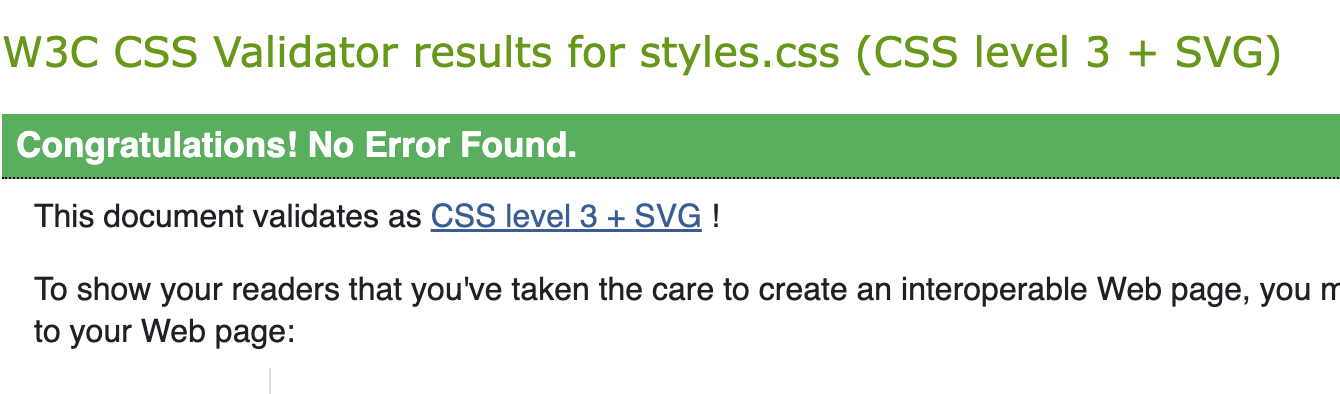 W3C CSS Validator results for styles.css (CSS level 3 + SVG)
Congratulations! No Error Found.
This document validates as CSS level 3 + SVG !
To show your readers that you've taken the care to create an interoperable Web page, you
to your Web page: